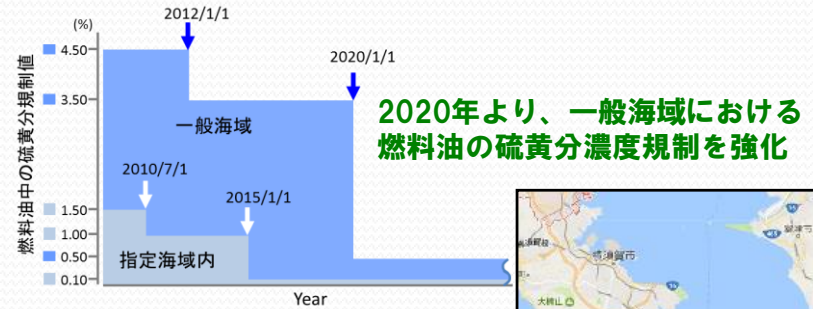 (%)
2012/1/1
4.50
2020/1/1
3.50
2020年より、一般海域における
燃料油の硫黄分濃度規制を強化
一般海域
燃料油中の硫黄分規制値
2010/7/1
2015/1/1
1.50
1.00
0.50
0.10
指定海域内
Year
横須賀市
大楠山
16